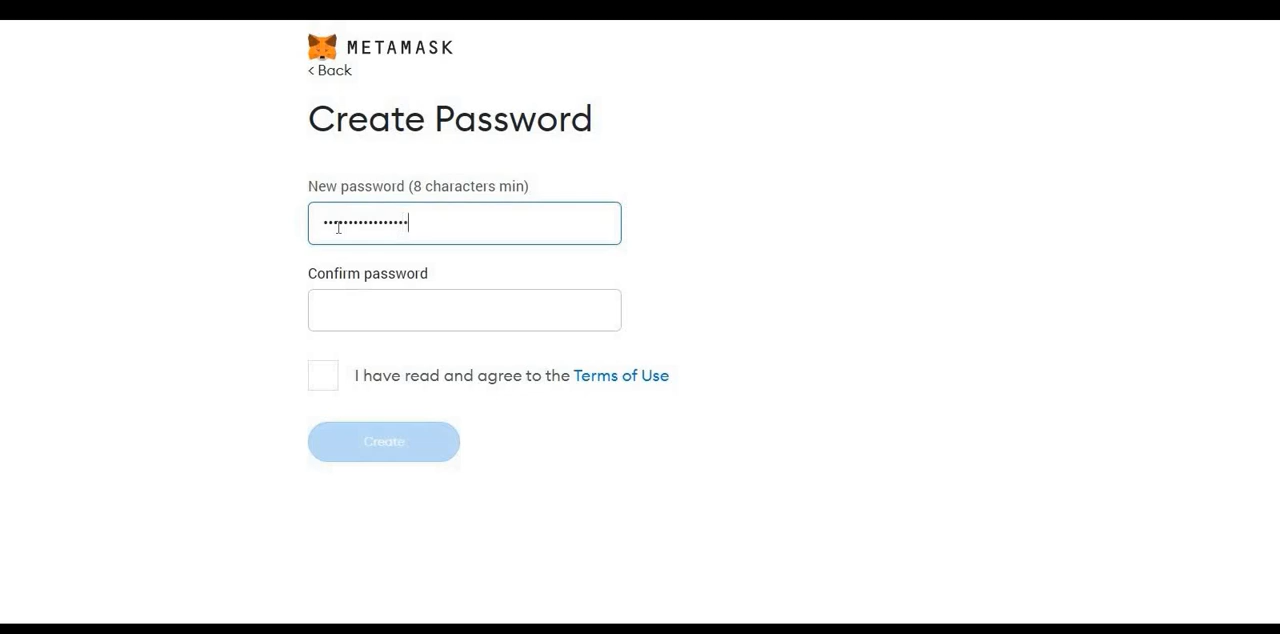 METAMASK
< Back
Create Password
New password (8 characters min)
•••••••••••••••••
Confirm password
I have read and agree to the Terms of Use
Create